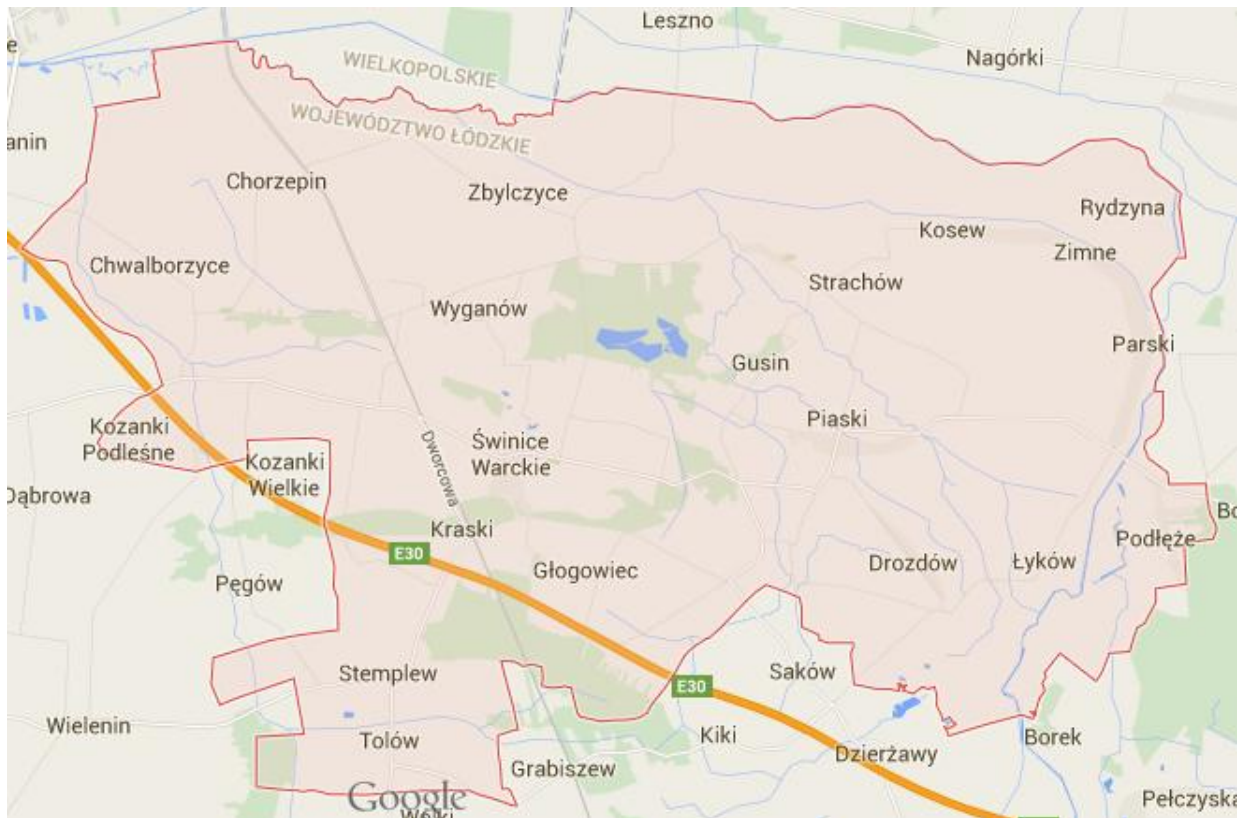 Leszno
Nagórki
e
WIELKOPOLSKIE
WOJEWÓDZTWO ŁÓDZKIE
anin
Chorzepin
Zbylczyce
Rydzyna
Kosew
Zimne
Chwalborzyce
Strachów
Wyganów
Parski
Gusin
Piaski
Kozanki
Podleśne
Świnice
Warckie
Dworcowa
Kozanki
Wielkie
Dąbrowa
Bo
Kraski
Podłęże
E30
Głogowiec
Drozdów
Łyków
Pęgów
Stemplew
Saków
E30
Wielenin
Tolów
Kiki
Borek
Dzierżawy
Grabiszew
Google
Pełczyska